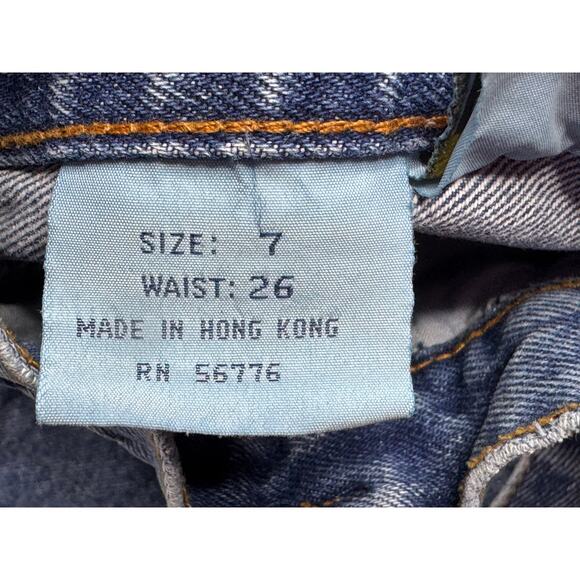 SIZE: 7
WAIST: 26
MADE IN HONG KONG
RN 56776